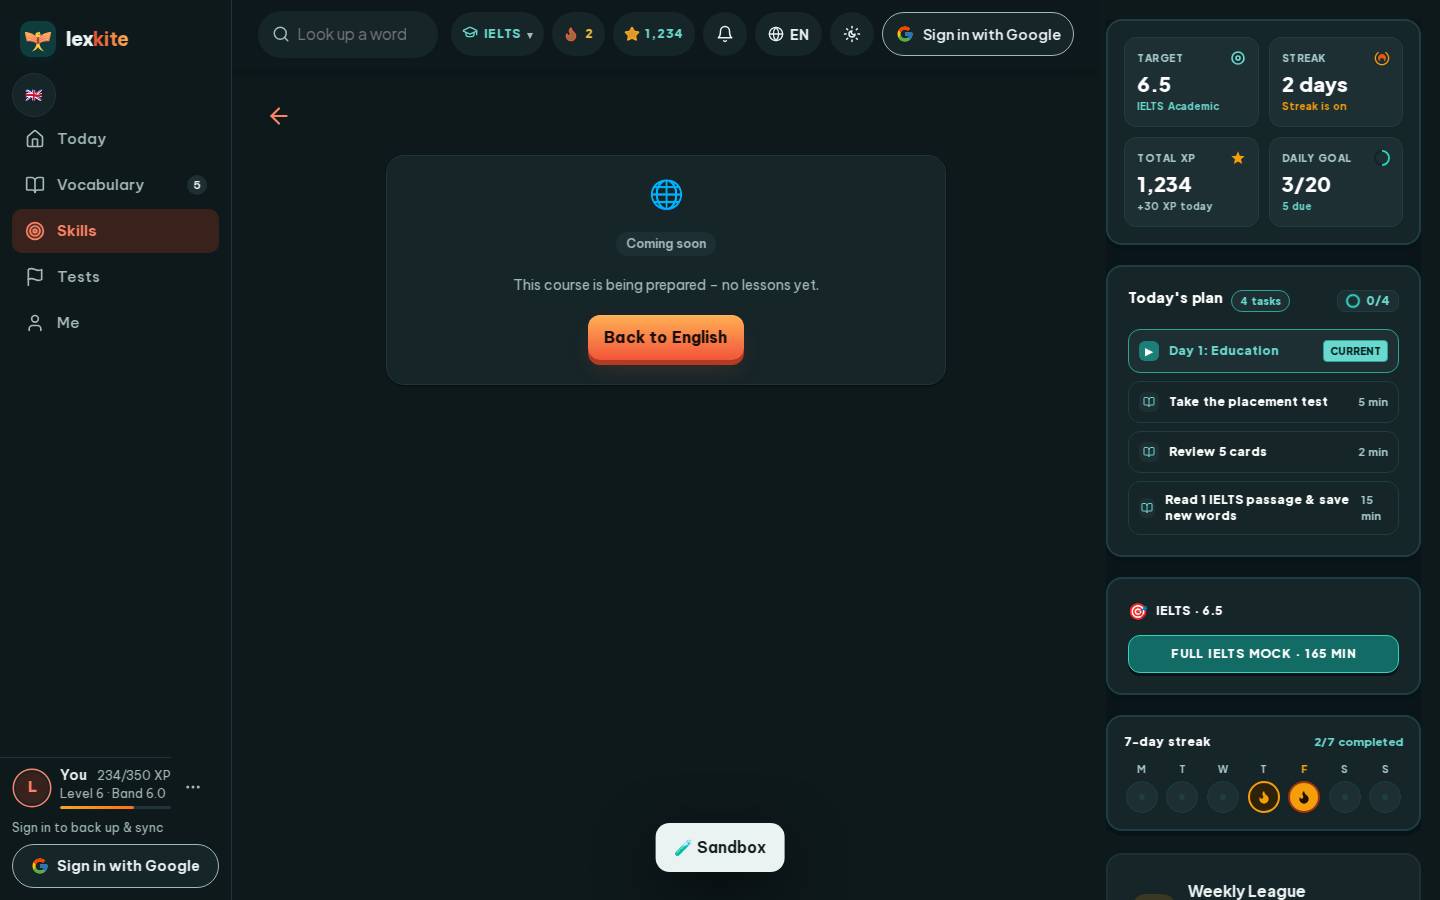 lexkite
Today
Vocabulary 5
Skills
Tests
Me
You 234/350 XP
Level 6 · Band 6.0
Sign in to back up & sync
Sign in with Google
Look up a word
IELTS ▾
2
1,234
EN
Sign in with Google
Coming soon
This course is being prepared – no lessons yet.
Back to English
🧪 Sandbox
TARGET
6.5
IELTS Academic
STREAK
2 days
Streak is on
TOTAL XP
1,234
+30 XP today
DAILY GOAL
3/20
5 due
Today's plan 4 tasks 0/4
Day 1: Education CURRENT
Take the placement test 5 min
Review 5 cards 2 min
Read 1 IELTS passage & save 15
new words min
🎯 IELTS · 6.5
FULL IELTS MOCK · 165 MIN
7-day streak 2/7 completed
M T W T F S S
Weekly League
L